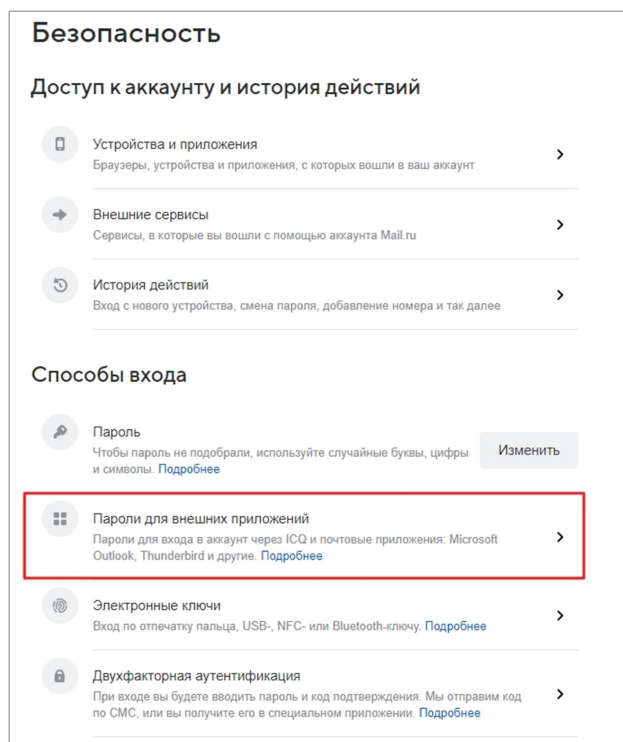 Безопасность
Доступ к аккаунту и история действий
Устройства и приложения
Браузеры, устройства и приложения, с которых вошли в ваш аккаунт
Внешние сервисы
Сервисы, в которые вы вошли с помощью аккаунта Mail.ru
История действий
Вход с нового устройства, смена пароля, добавление номера и так далее
Способы входа
Пароль
Чтобы пароль не подобрали, используйте случайные буквы, цифры
и символы. Подробнее
Изменить
Пароли для внешних приложений
Пароли для входа в аккаунт через ICQ и почтовые приложения: Microsoft
Outlook, Thunderbird и другие. Подробнее
Электронные ключи
Вход по отпечатку пальца, USB-, NFC- или Bluetooth-ключу. Подробнее
Двухфакторная аутентификация
При входе вы будете вводить пароль и код подтверждения. Мы отправим код
по СМС, или вы получите его в специальном приложении. Подробнее